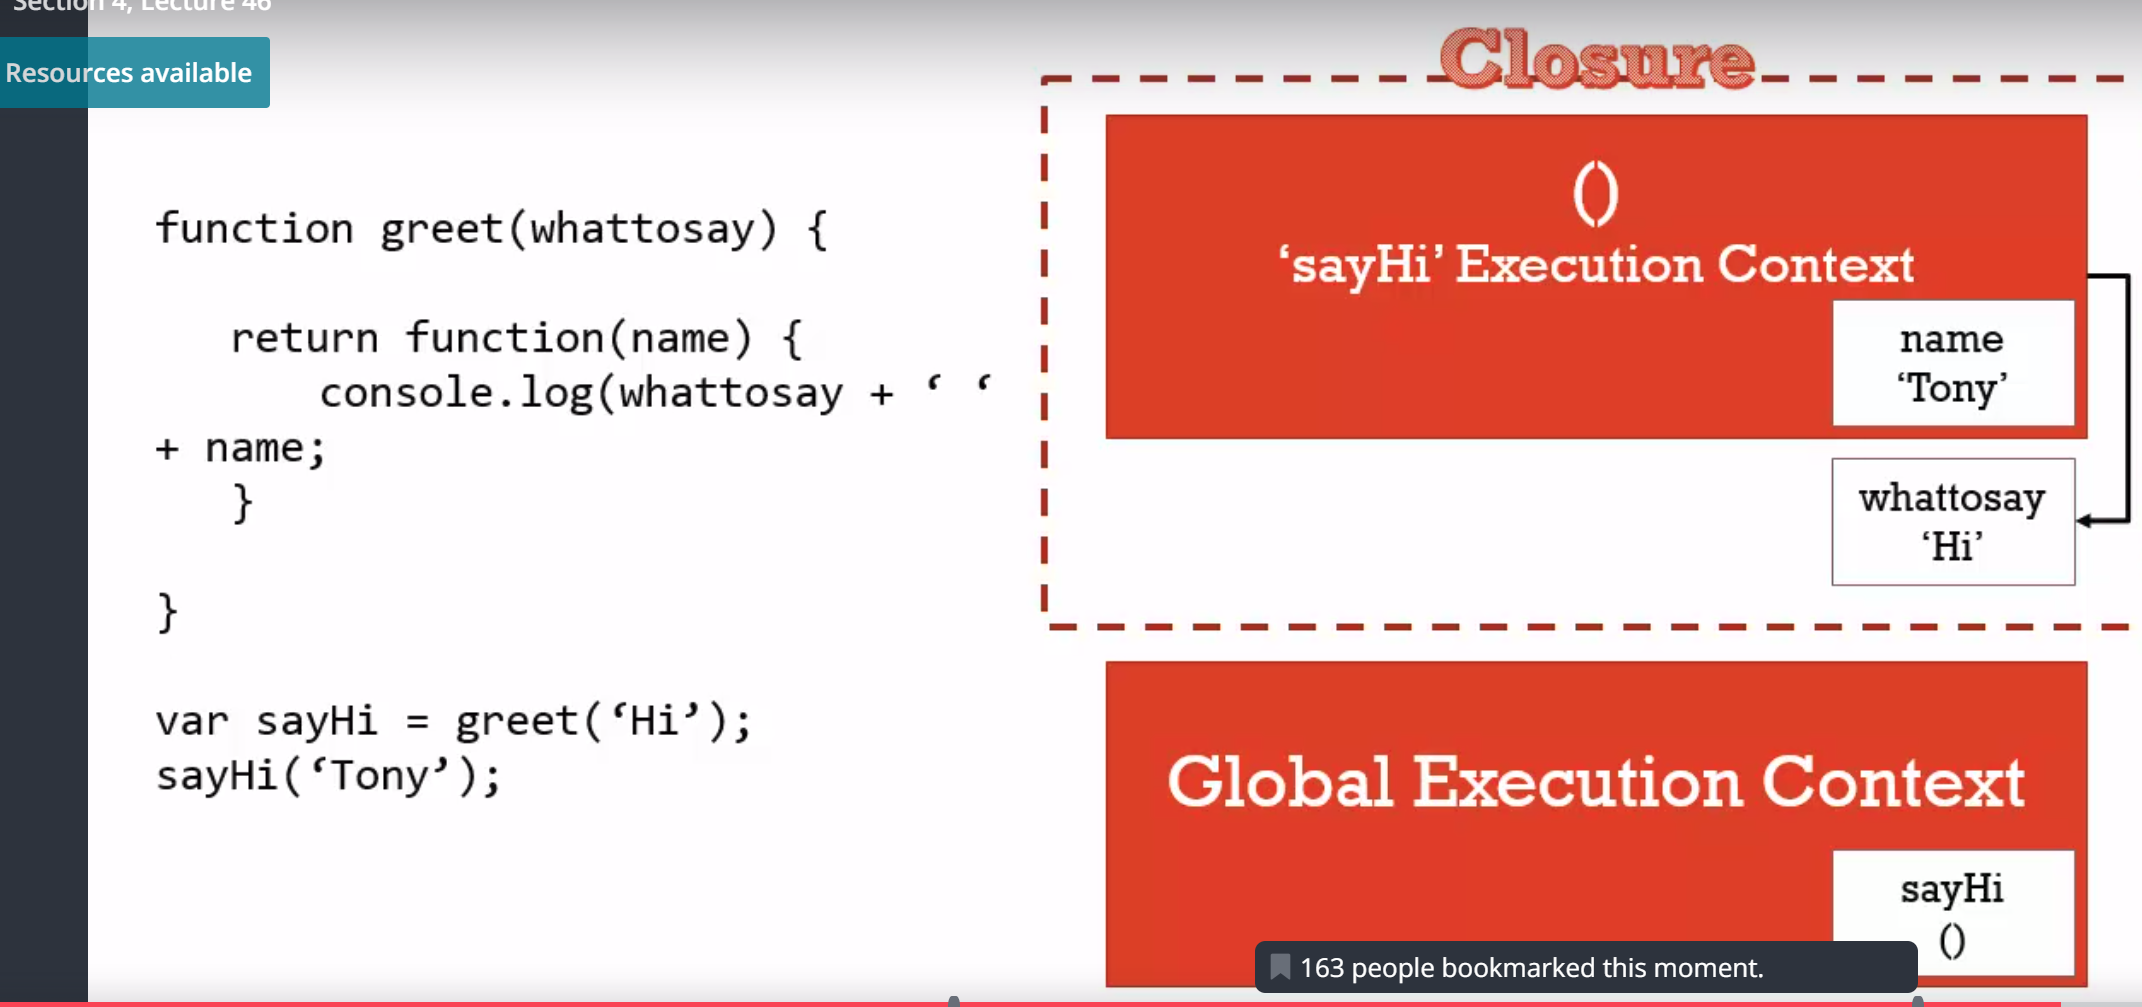 Section 4, Lecture 46
Resources available
function greet(whattosay) {
return function(name) {
console.log(whattosay + ‘ ‘
+ name;
}
}
var sayHi = greet(‘Hi’);
sayHi(‘Tony’);
Closure
()
‘sayHi’ Execution Context
name
‘Tony’
whattosay
‘Hi’
Global Execution Context
sayHi
()
163 people bookmarked this moment.